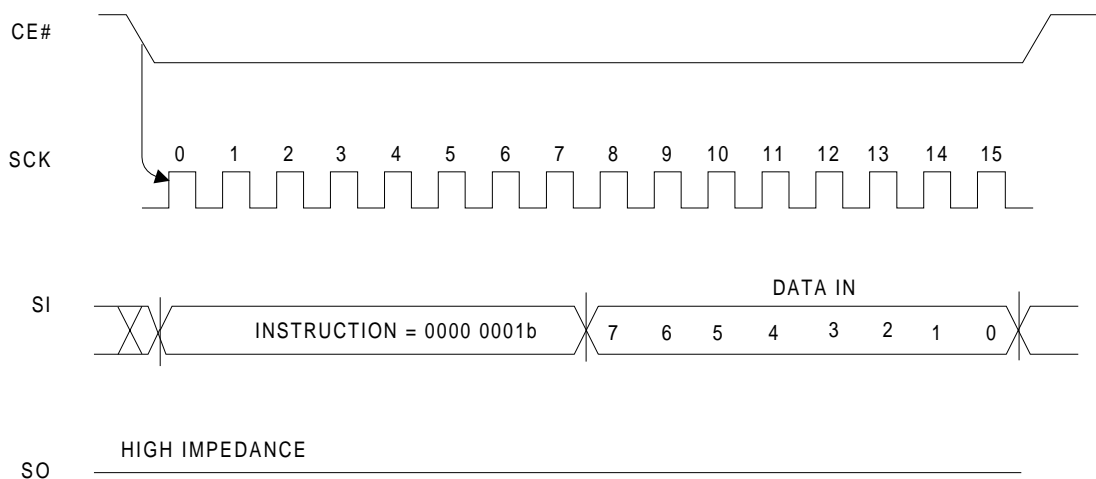 CE#
SCK
0 1 2 3 4 5 6 7 8 9 10 11 12 13 14 15
DATA IN
SI
INSTRUCTION = 0000 0001b 7 6 5 4 3 2 1 0
HIGH IMPEDANCE
SO